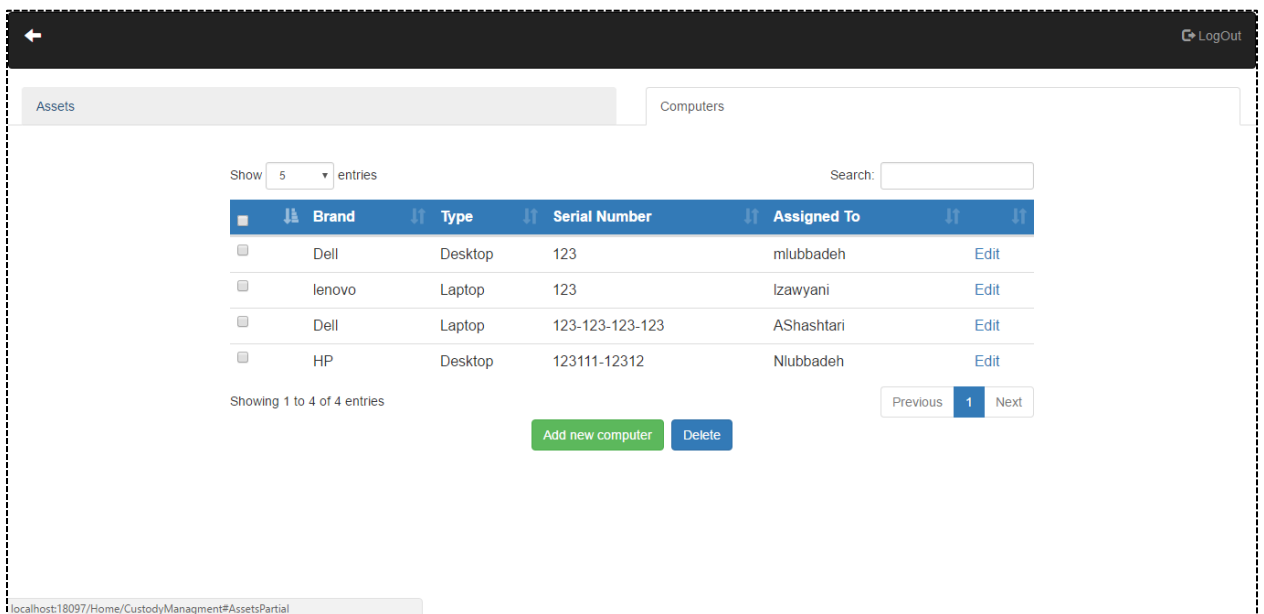 LogOut
Assets Computers
Show 5 entries Search:
Brand Type Serial Number Assigned To
Dell Desktop 123 mlubbadeh Edit
lenovo Laptop 123 lzawyani Edit
Dell Laptop 123-123-123-123 AShashtari Edit
HP Desktop 123111-12312 Nlubbadeh Edit
Showing 1 to 4 of 4 entries Previous 1 Next
Add new computer Delete
localhost:18097/Home/CustodyManagment#AssetsPartial